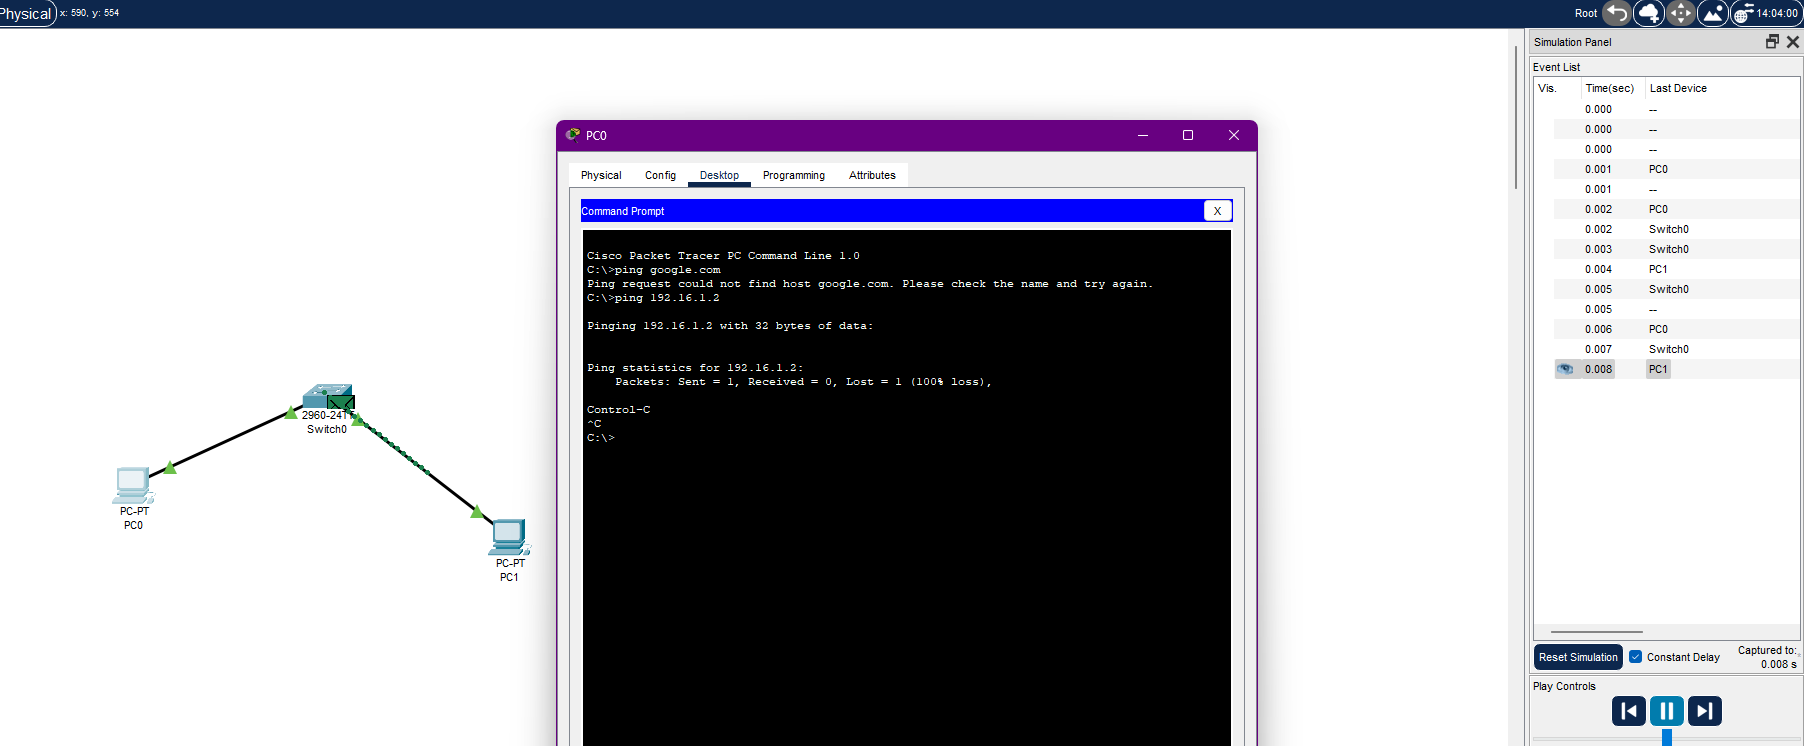 Physical
x: 590, y: 554
Root
14:04:00
Simulation Panel
Event List
Vis. Time(sec) Last Device
0.000 --
0.000 --
0.000 --
0.001 PC0
0.001 --
0.002 PC0
0.002 Switch0
0.003 Switch0
0.004 PC1
0.005 Switch0
0.005 --
0.006 PC0
0.007 Switch0
0.008 PC1
Reset Simulation
Constant Delay
Captured to:
0.008 s
Play Controls
PC0
Physical Config Desktop Programming Attributes
Command Prompt
X
Cisco Packet Tracer PC Command Line 1.0
C:\>ping google.com
Ping request could not find host google.com. Please check the name and try again.
C:\>ping 192.16.1.2
Pinging 192.16.1.2 with 32 bytes of data:
Ping statistics for 192.16.1.2:
Packets: Sent = 1, Received = 0, Lost = 1 (100% loss),
Control-C
^C
C:\>
Switch0
PC-PT
PC0
PC-PT
PC1